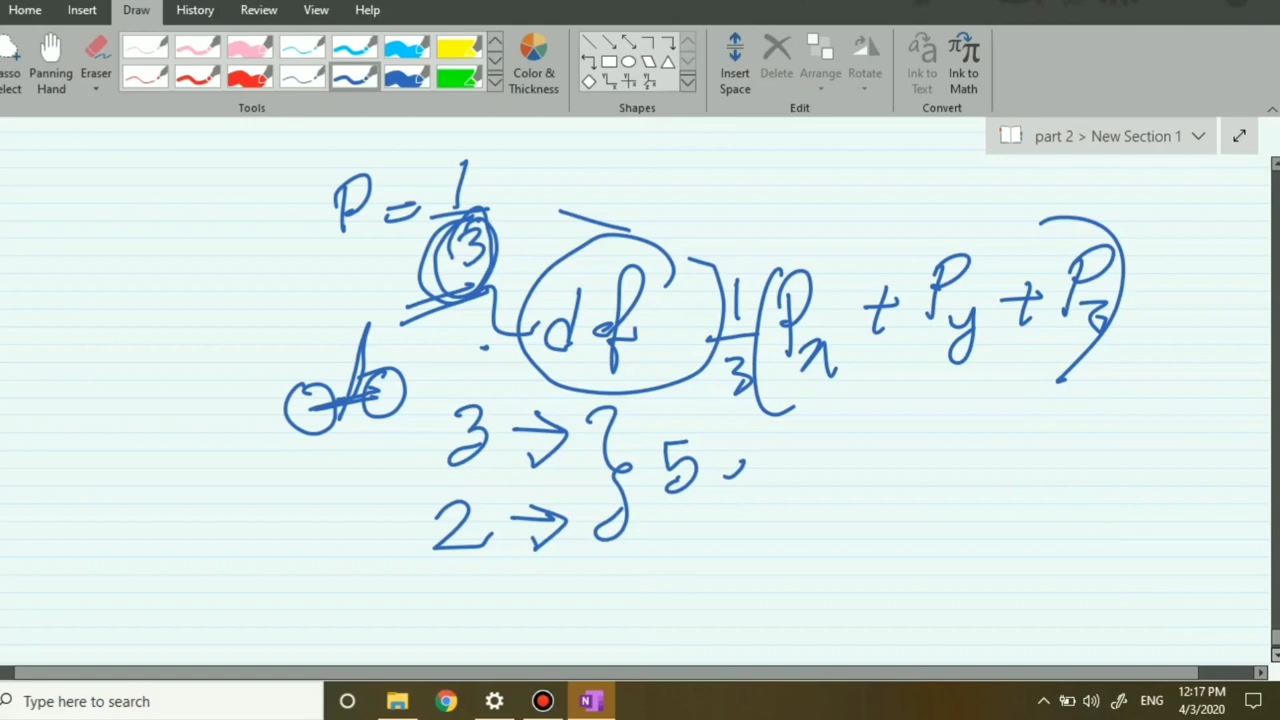 Home Insert Draw History Review View Help
asso elect
Panning Hand
Eraser
Color & Thickness
Insert Space
Delete
Arrange
Rotate
Ink to Text
Ink to Math
Tools
Shapes
Edit
Convert
part 2 > New Section 1
P = 1/3
df 1/3 (Px + Py + Pz)
3 → } 5
2 →
Type here to search
ENG
12:17 PM
4/3/2020